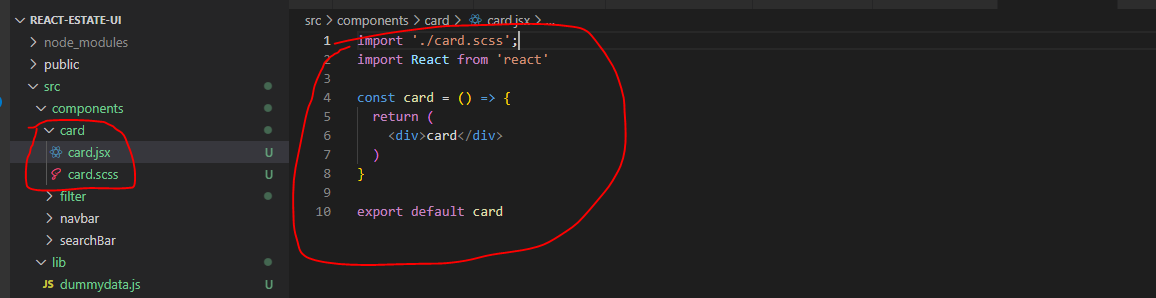 REACT-ESTATE-UI
node_modules
public
src
components
card
card.jsx U
card.scss U
filter
navbar
searchBar
lib
JS dummydata.js U
src > components > card > card.jsx > ...
1 import './card.scss';
2 import React from 'react'
3
4 const card = () => {
5 return (
6 <div>card</div>
7 )
8 }
9
10 export default card